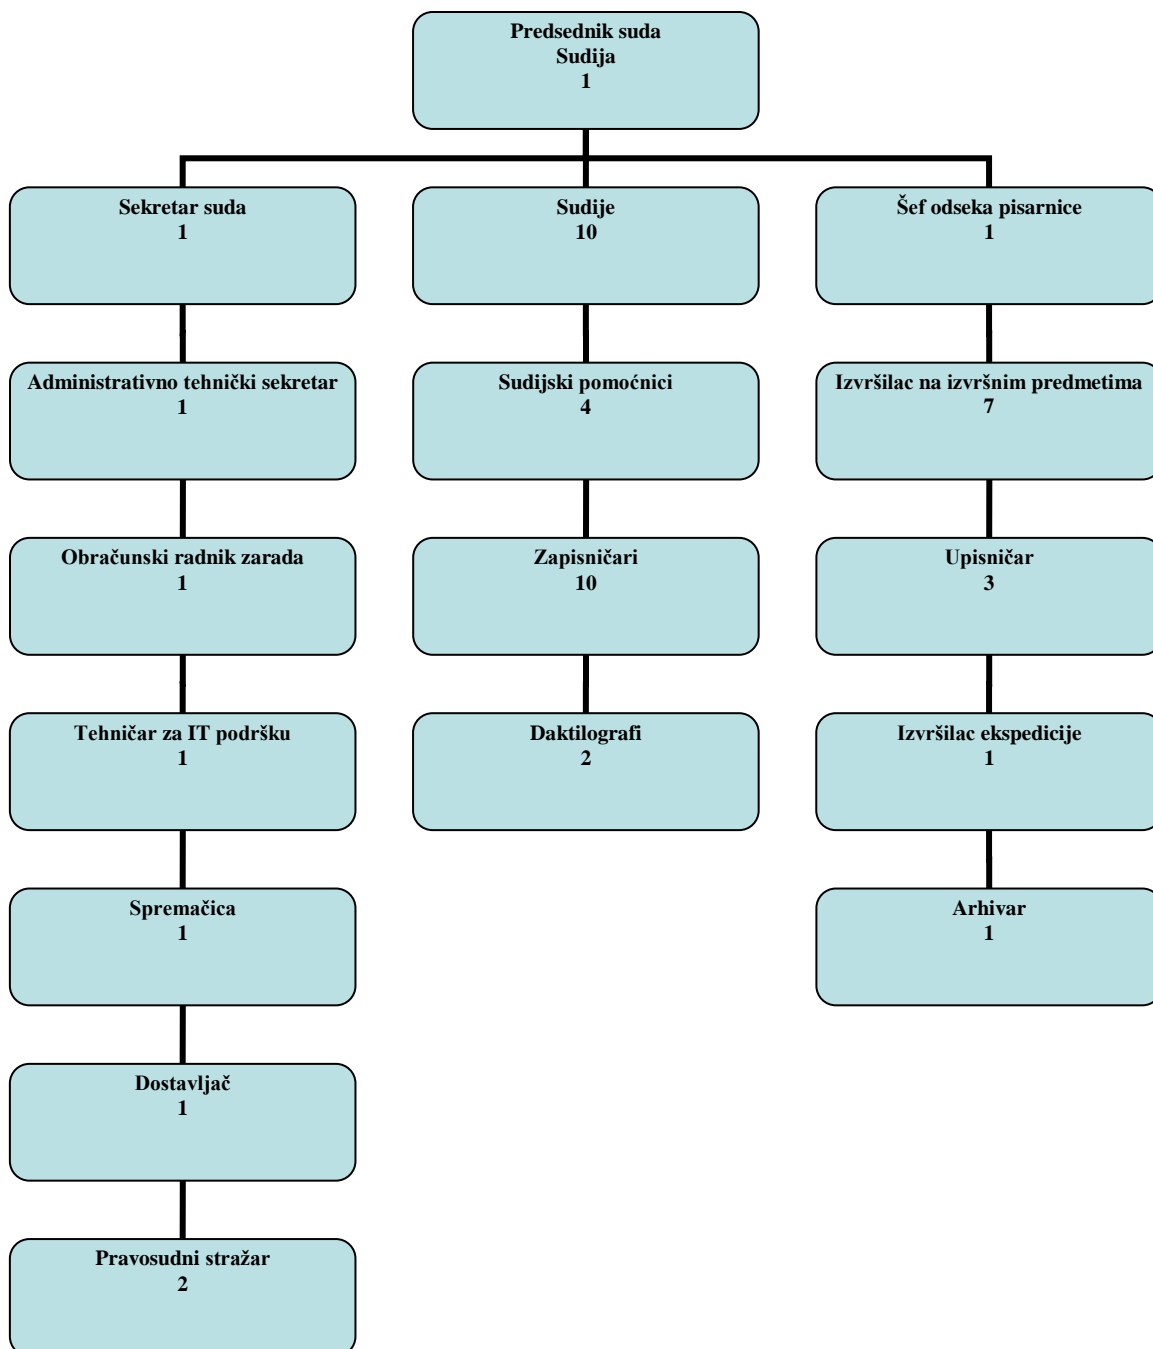 Predsednik suda
Sudija
1
Sekretar suda
1
Sudije
10
Šef odseka pisarnice
1
Administrativno tehnički sekretar
1
Sudijski pomoćnici
4
Izvršilac na izvršnim predmetima
7
Obračunski radnik zarada
1
Zapisničari
10
Upisničar
3
Tehničar za IT podršku
1
Daktilografi
2
Izvršilac ekspedicije
1
Spremačica
1
Arhivar
1
Dostavljač
1
Pravosudni stražar
2